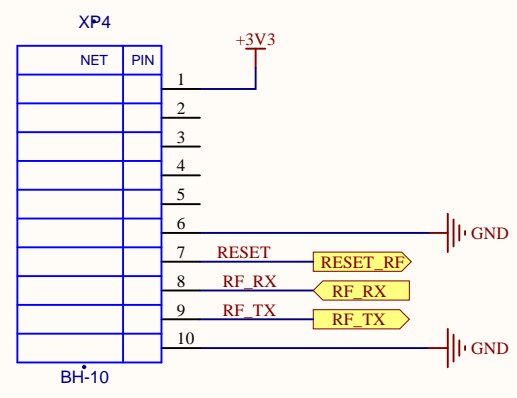 XP4
+3V3
NET PIN
1
2
3
4
5
6 GND
7 RESET RESET_RF
8 RF_RX RF_RX
9 RF_TX RF_TX
10 GND
BH-10